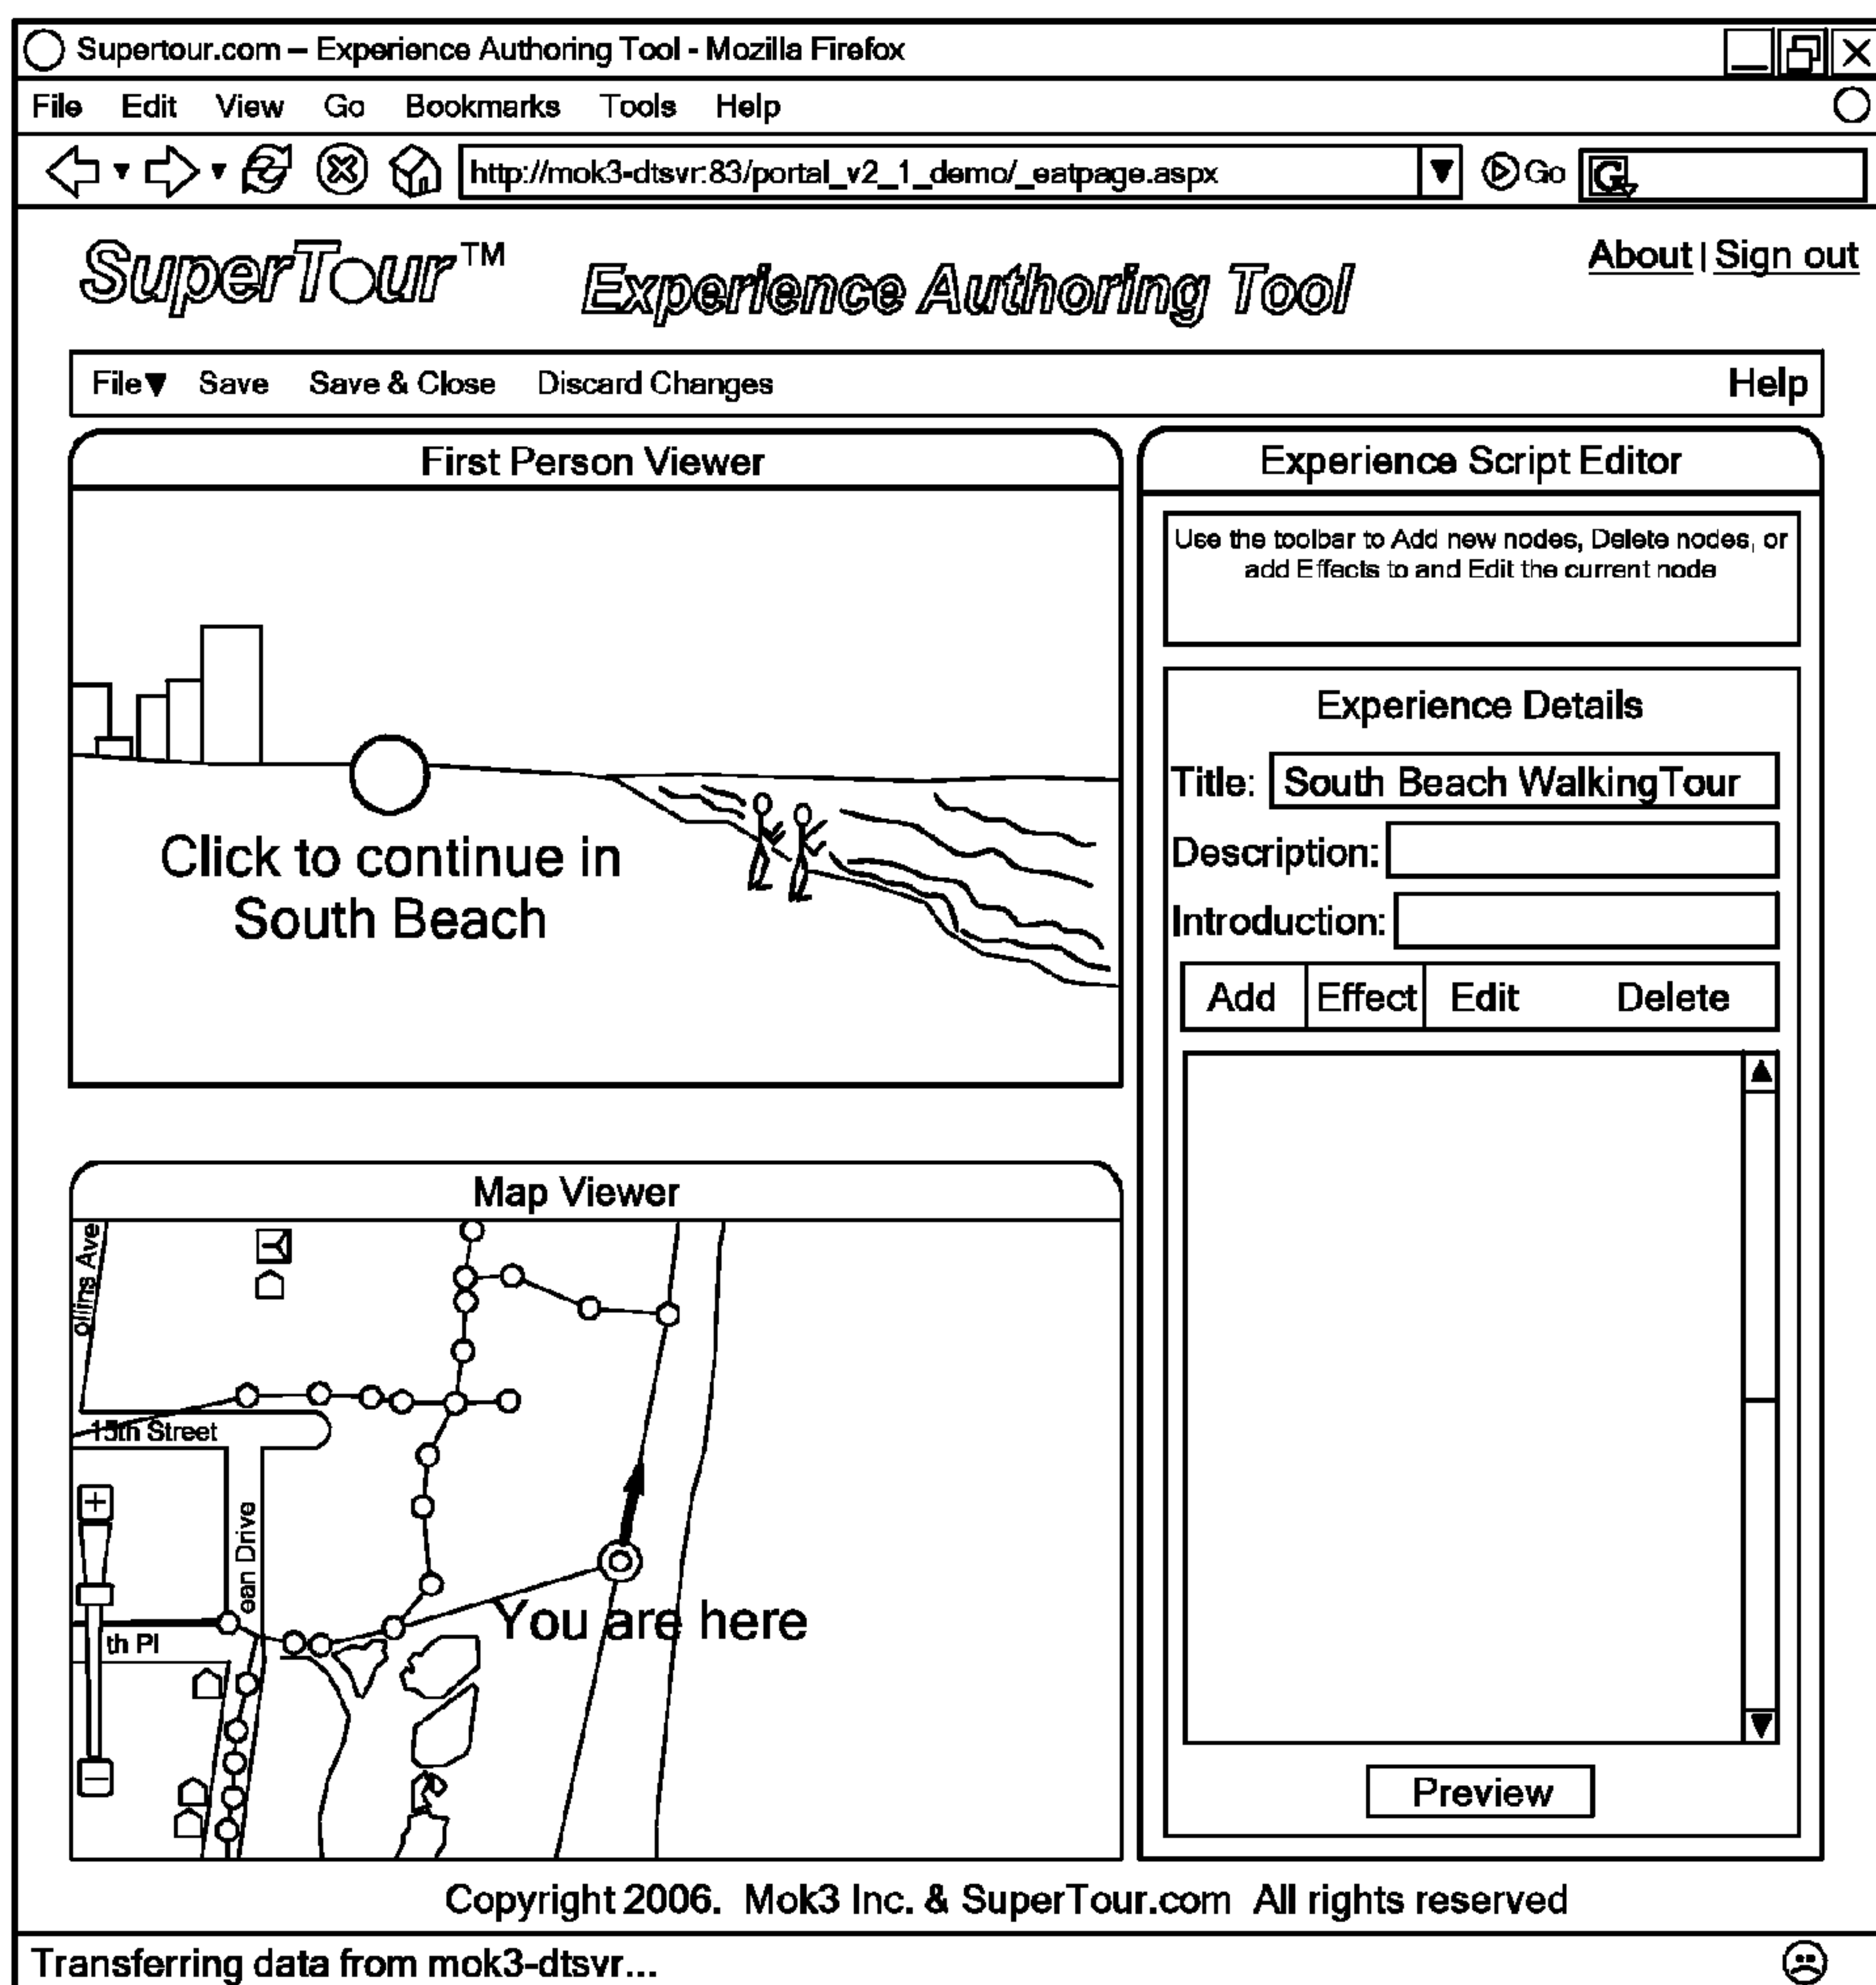 Supertour.com – Experience Authoring Tool - Mozilla Firefox
File Edit View Go Bookmarks Tools Help
http://mok3-dtsvr:83/portal_v2_1_demo/_eatpage.aspx
Go
G
SuperTour™ Experience Authoring Tool
About | Sign out
File▼ Save Save & Close Discard Changes Help
First Person Viewer
Click to continue in
South Beach
Experience Script Editor
Use the toolbar to Add new nodes, Delete nodes, or
add Effects to and Edit the current node
Experience Details
Title: South Beach WalkingTour
Description:
Introduction:
Add Effect Edit Delete
Preview
Map Viewer
ollins Ave
15th Street
ean Drive
th Pl
You are here
Copyright 2006. Mok3 Inc. & SuperTour.com All rights reserved
Transferring data from mok3-dtsvr...